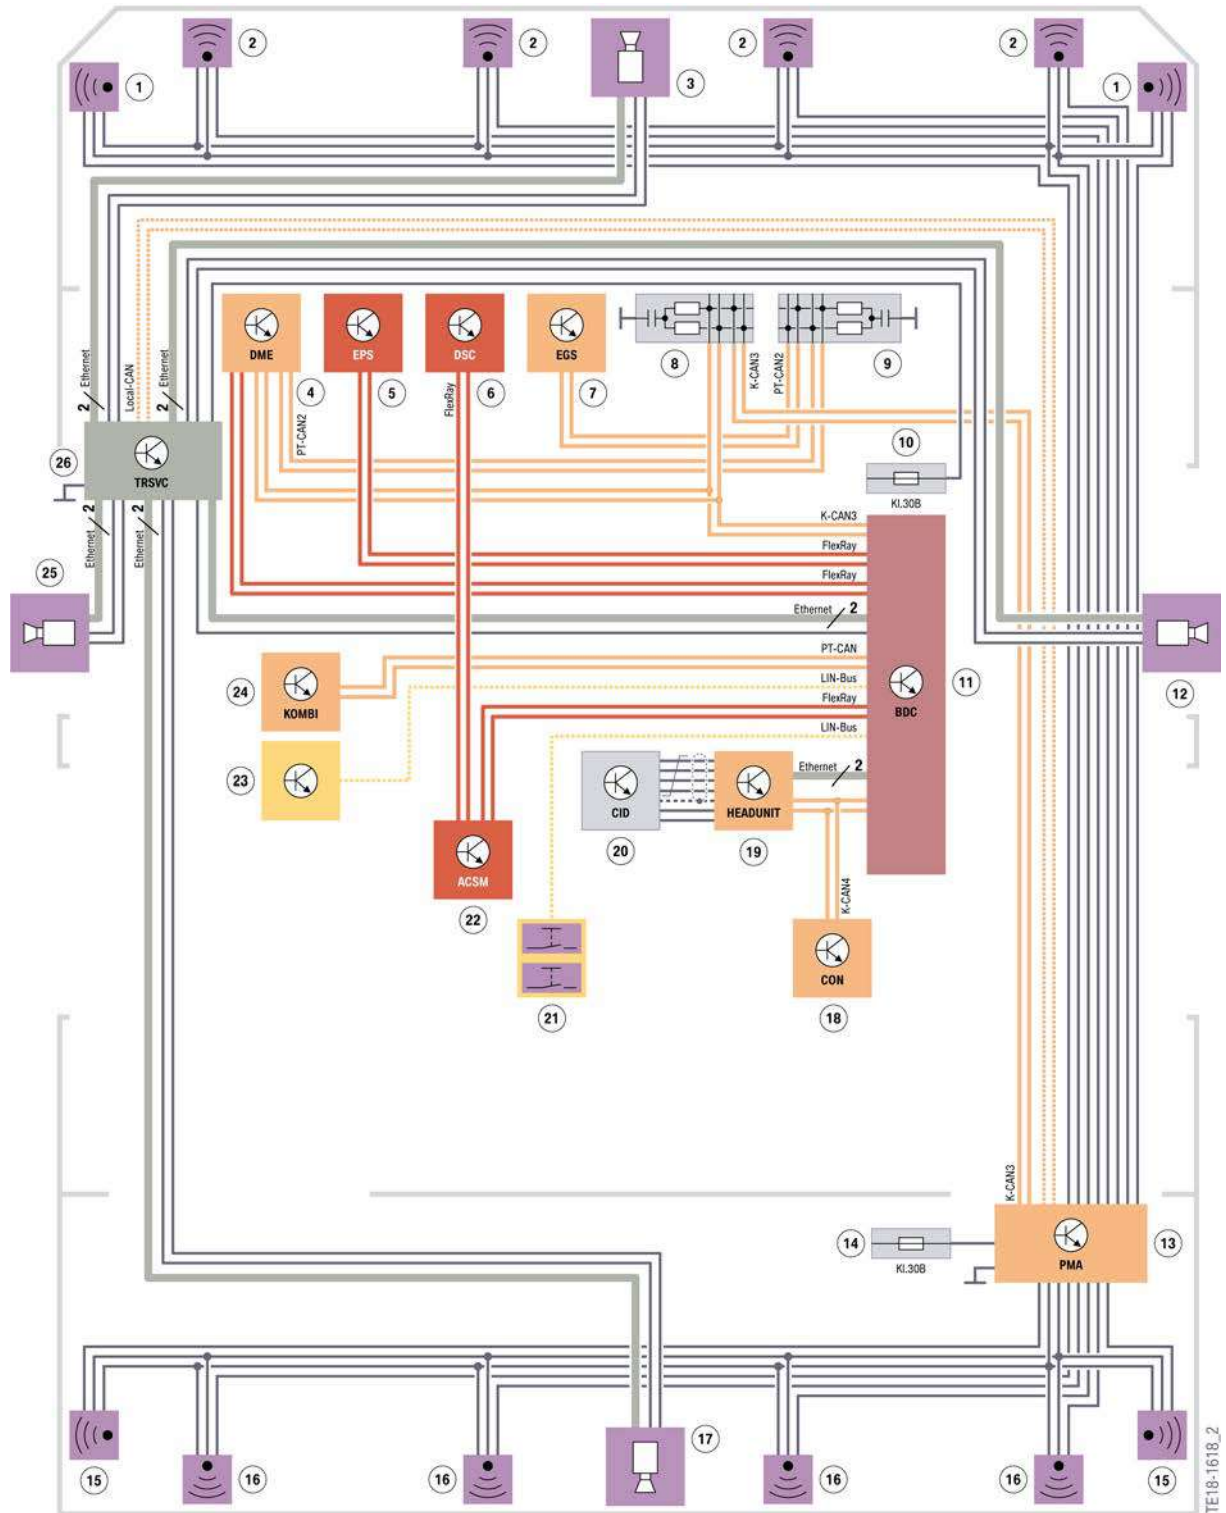 2
2
2
2
1
3
1
DME
EPS
DSC
EGS
4
5
6
7
8
9
K-CAN3
PT-CAN2
FlexRay
PT-CAN2
2
Ethernet
Local-CAN
2
Ethernet
26
TRSVC
2
Ethernet
2
Ethernet
10
Kl.30B
K-CAN3
FlexRay
FlexRay
Ethernet 2
PT-CAN
LIN-Bus
FlexRay
LIN-Bus
Ethernet 2
25
24
KOMBI
23
BDC
11
12
CID
20
HEADUNIT
19
ACSM
22
K-CAN4
CON
18
21
K-CAN3
14
Kl.30B
PMA
13
17
15
16
16
16
16
15
TE18-1618_2